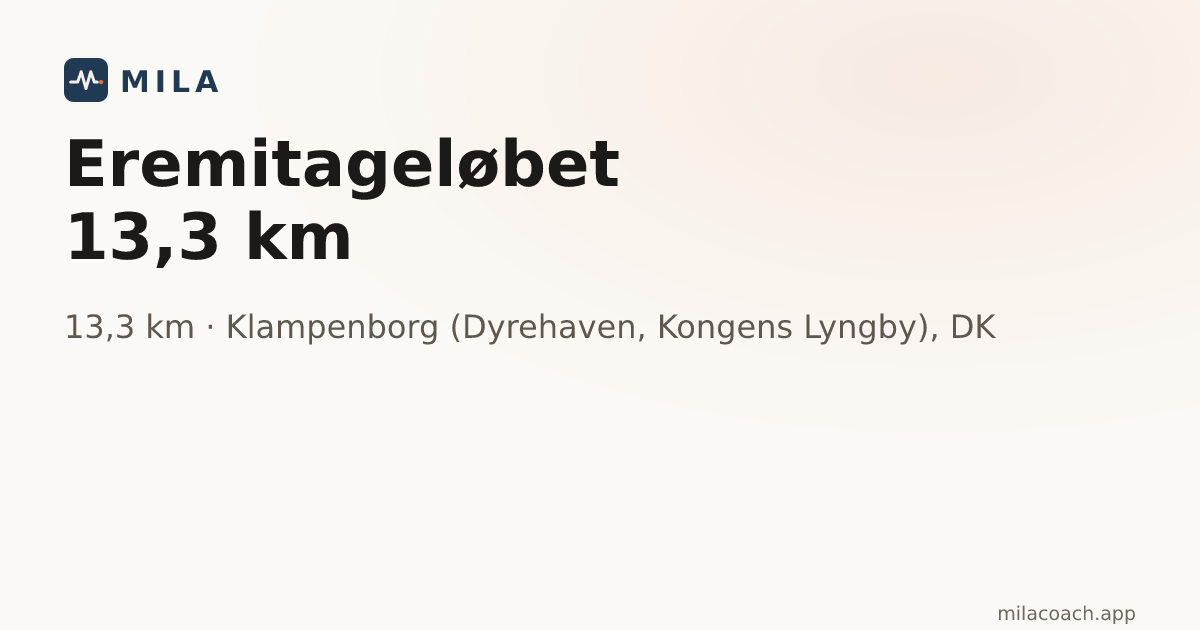 MILA
Eremitageløbet
13,3 km
13,3 km · Klampenborg (Dyrehaven, Kongens Lyngby), DK
milacoach.app